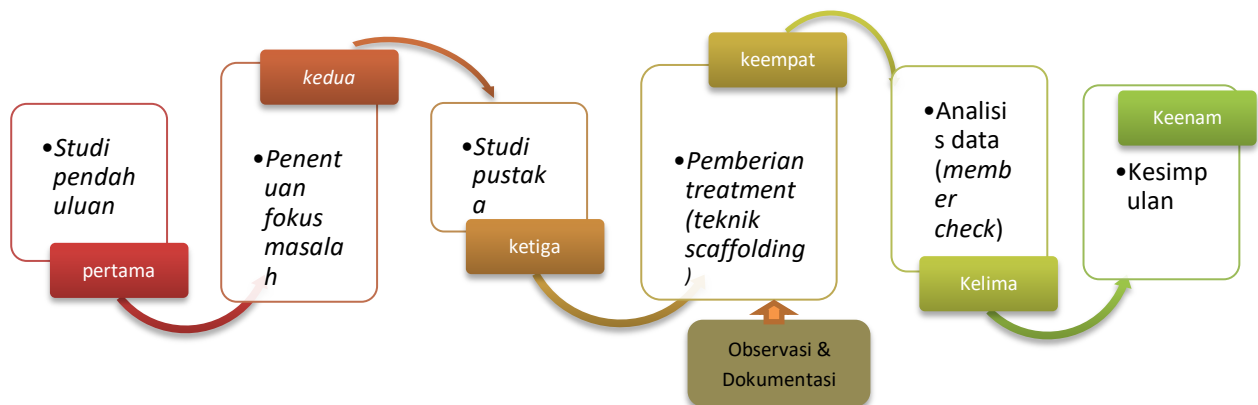 •Studi
pendah
uluan
pertama
kedua
•Penent
uan
fokus
masala
h
•Studi
pustak
a
ketiga
keempat
•Pemberian
treatment
(teknik
scaffolding
)
Observasi &
Dokumentasi
•Analisi
s data
(memb
er
check)
Kelima
Keenam
•Kesimp
ulan